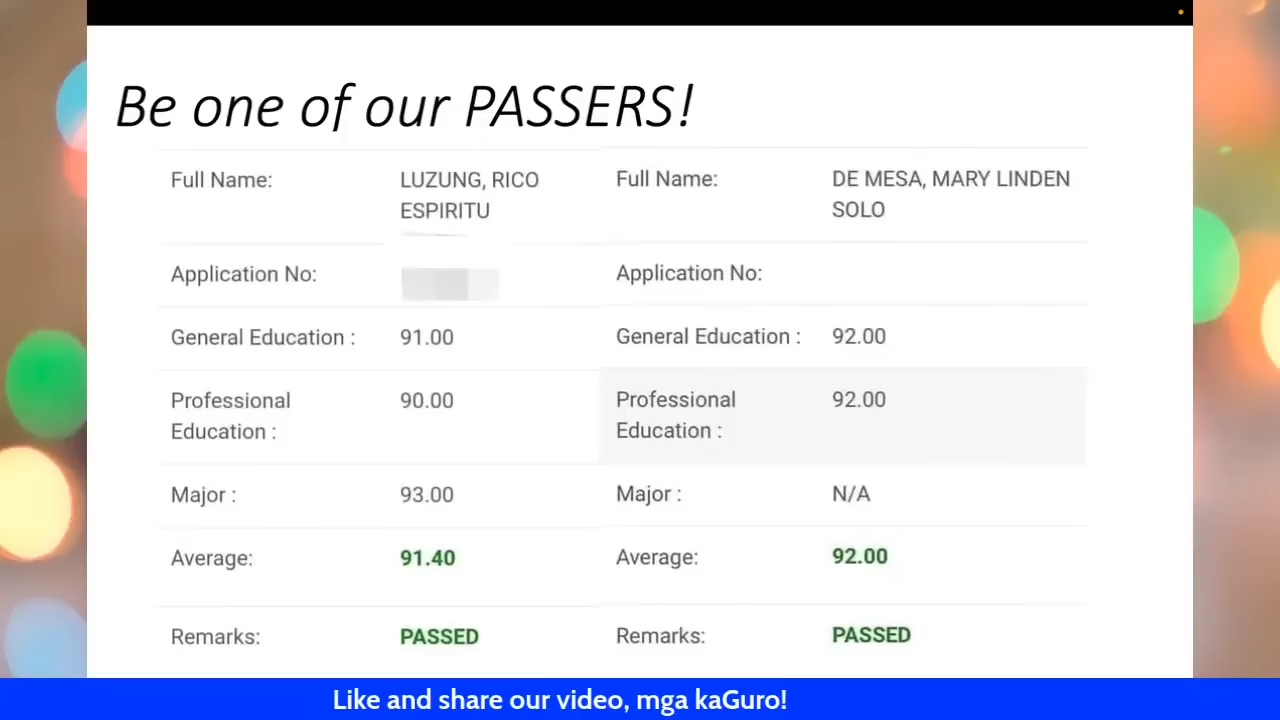 Be one of our PASSERS!
Full Name: LUZUNG, RICO
ESPIRITU
Application No:
General Education : 91.00
Professional 90.00
Education :
Major : 93.00
Average: 91.40
Remarks: PASSED
Full Name: DE MESA, MARY LINDEN
SOLO
Application No:
General Education : 92.00
Professional 92.00
Education :
Major : N/A
Average: 92.00
Remarks: PASSED
Like and share our video, mga kaGuro!